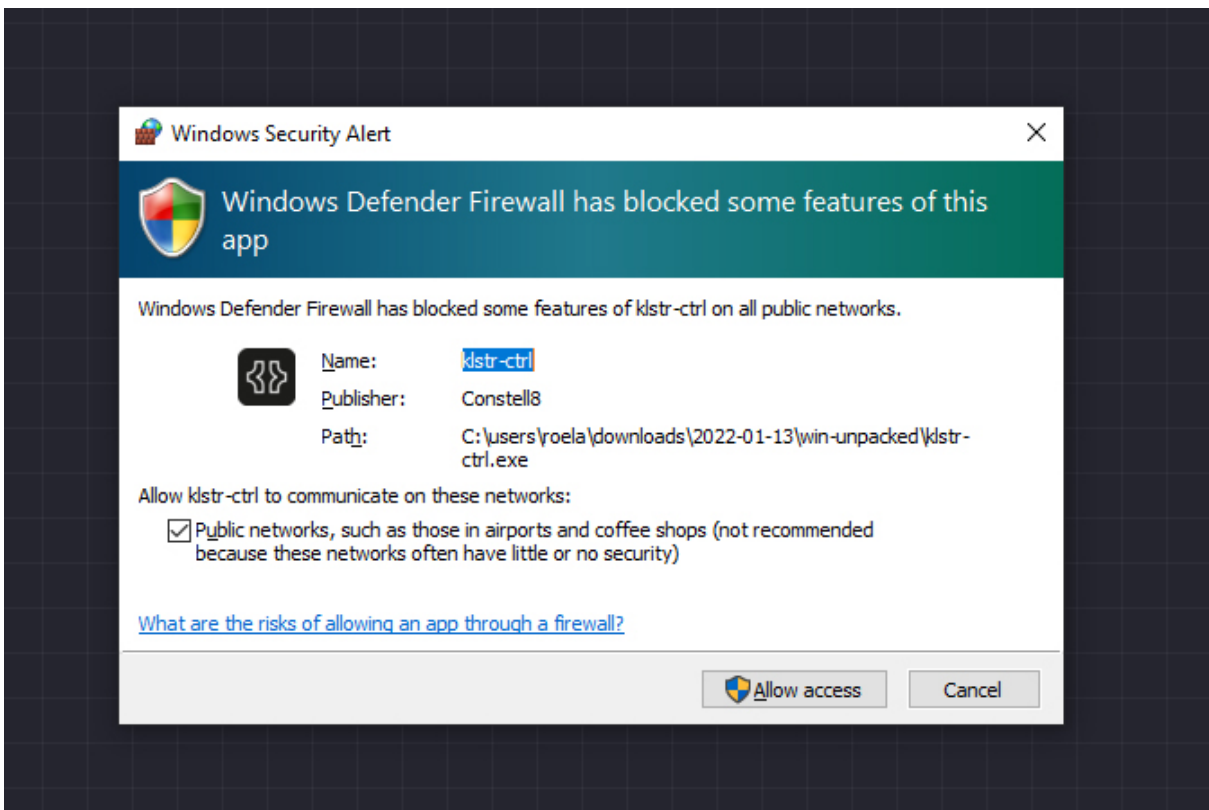 Windows Security Alert
Windows Defender Firewall has blocked some features of this
app
Windows Defender Firewall has blocked some features of klstr-ctrl on all public networks.
Name: klstr-ctrl
Publisher: Constell8
Path: C:\users\roela\downloads\2022-01-13\win-unpacked\klstr-
ctrl.exe
Allow klstr-ctrl to communicate on these networks:
Public networks, such as those in airports and coffee shops (not recommended
because these networks often have little or no security)
What are the risks of allowing an app through a firewall?
Allow access Cancel